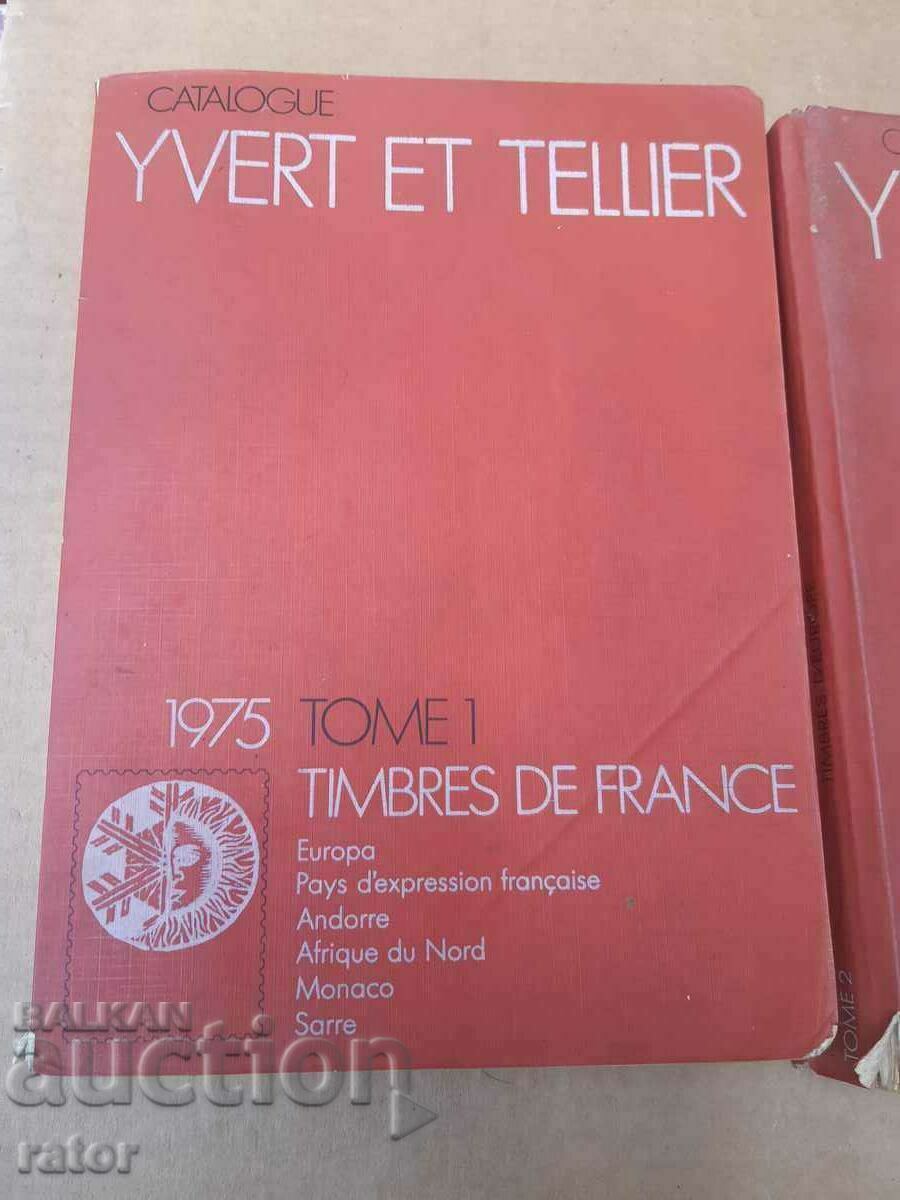 CATALOGUE
YVERT ET TELLIER
1975 TOME 1
TIMBRES DE FRANCE
Europa
Pays d'expression française
Andorre
Afrique du Nord
Monaco
Sarre
C
Y
TIMBRES D'EUROPE
TOME 2
BALKAN
auction
rator